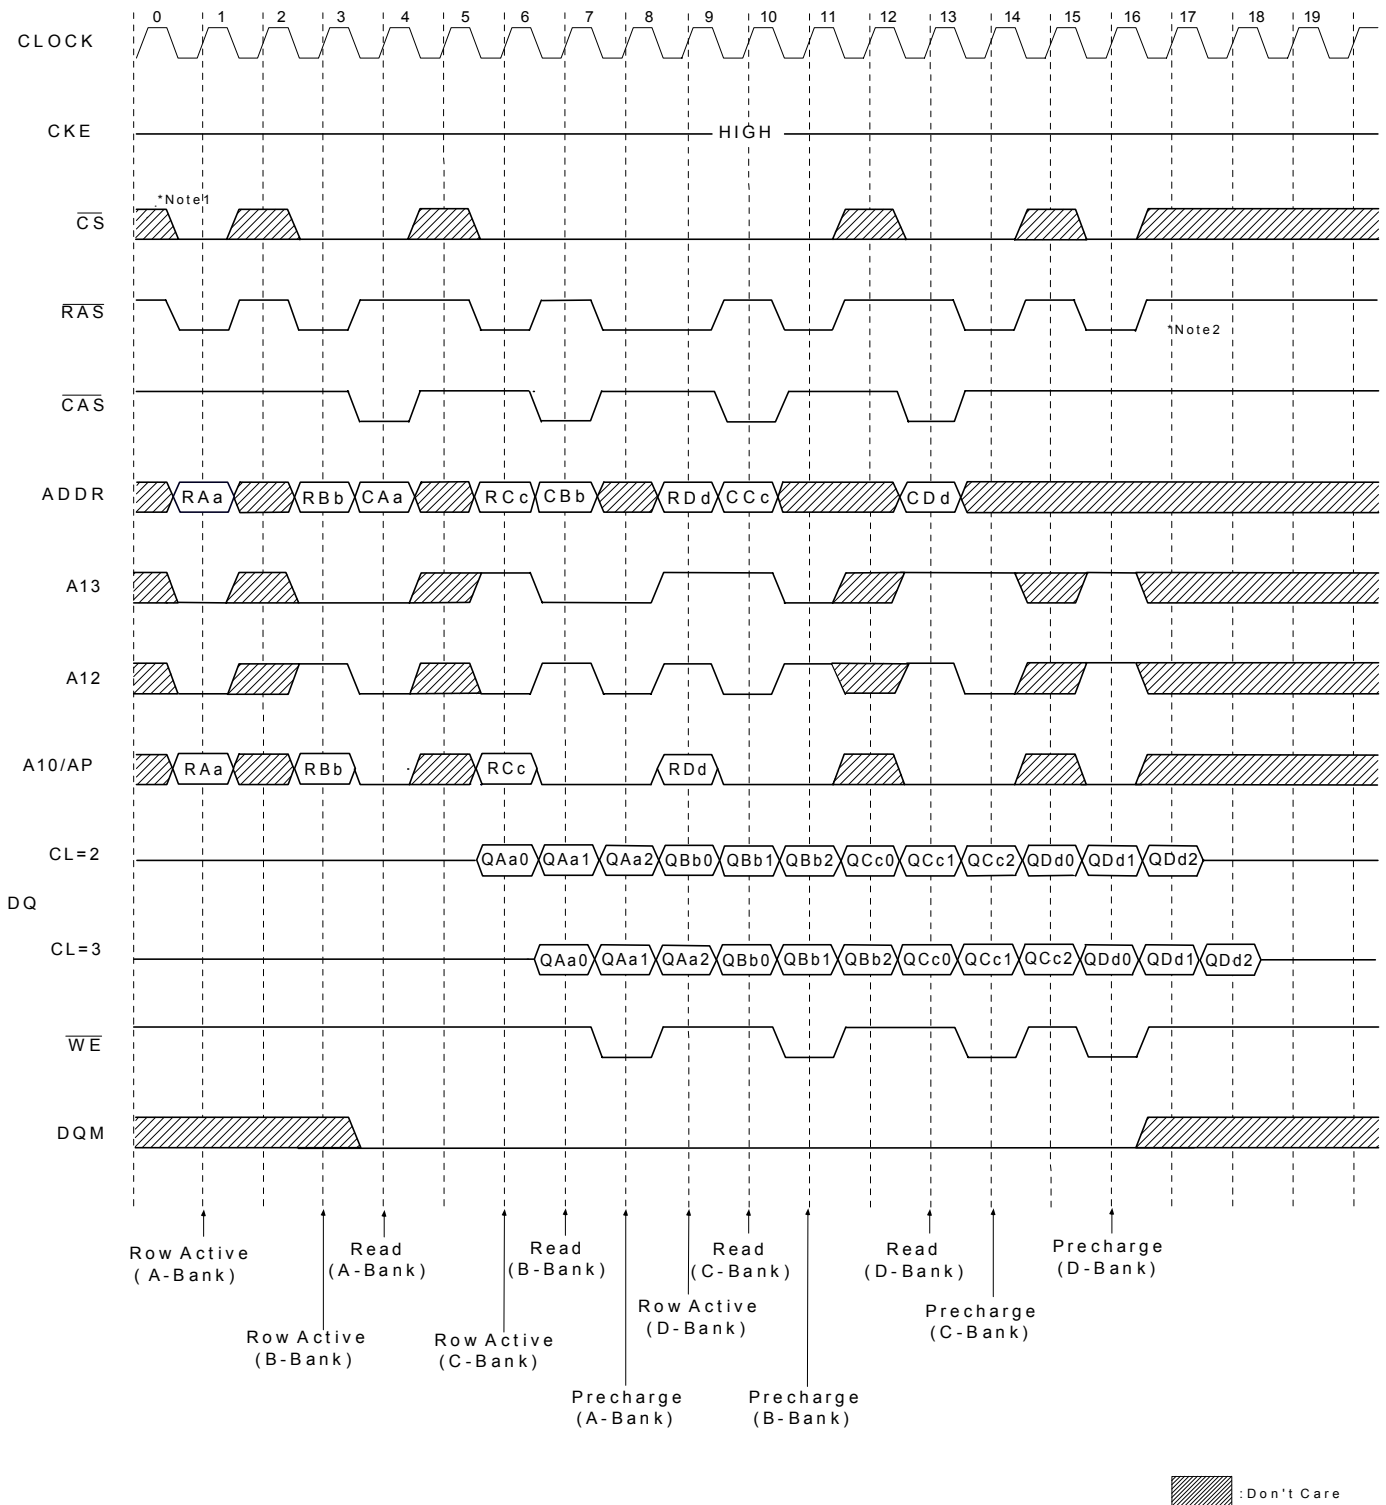 0 1 2 3 4 5 6 7 8 9 10 11 12 13 14 15 16 17 18 19
CLOCK
CKE HIGH
*Note1
CS
RAS
*Note2
CAS
ADDR RAa RBb CAa RCc CBb RDd CCc CDd
A13
A12
A10/AP RAa RBb RCc RDd
CL=2 QAa0 QAa1 QAa2 QBb0 QBb1 QBb2 QCc0 QCc1 QCc2 QDd0 QDd1 QDd2
DQ
CL=3 QAa0 QAa1 QAa2 QBb0 QBb1 QBb2 QCc0 QCc1 QCc2 QDd0 QDd1 QDd2
WE
DQM
Row Active
(A-Bank)
Read
(A-Bank)
Read
(B-Bank)
Read
(C-Bank)
Read
(D-Bank)
Precharge
(D-Bank)
Row Active
(B-Bank)
Row Active
(C-Bank)
Row Active
(D-Bank)
Precharge
(C-Bank)
Precharge
(A-Bank)
Precharge
(B-Bank)
:Don't Care